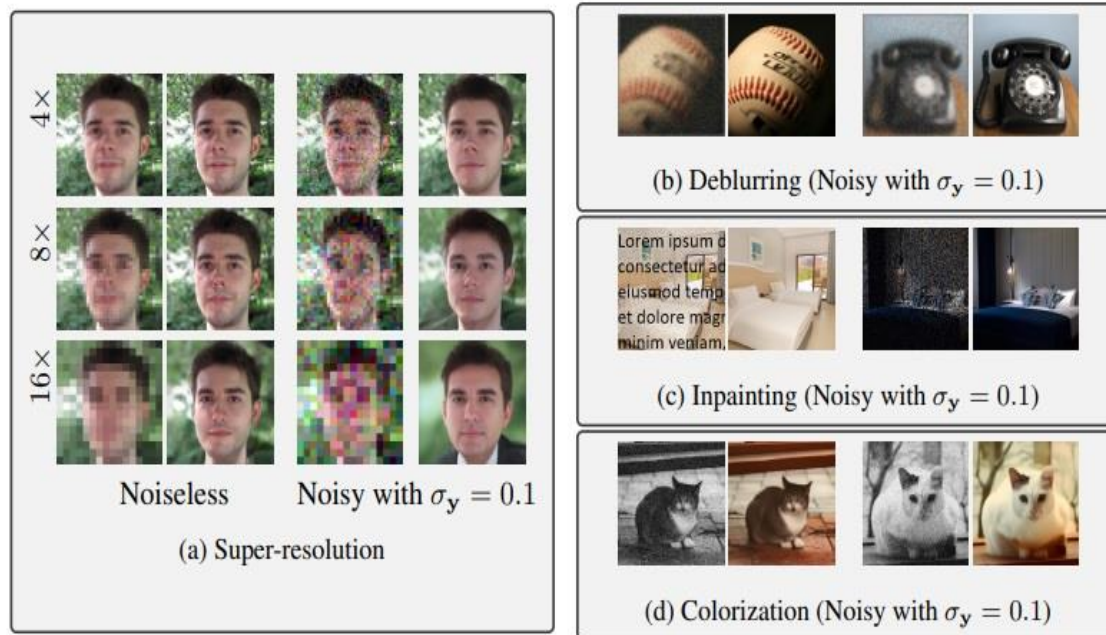 4×
8×
16×
Noiseless
Noisy with σ_y = 0.1
(a) Super-resolution
(b) Deblurring (Noisy with σ_y = 0.1)
Lorem ipsum d
consectetur ad
eiusmod temp
et dolore magr
minim veniam,
(c) Inpainting (Noisy with σ_y = 0.1)
(d) Colorization (Noisy with σ_y = 0.1)